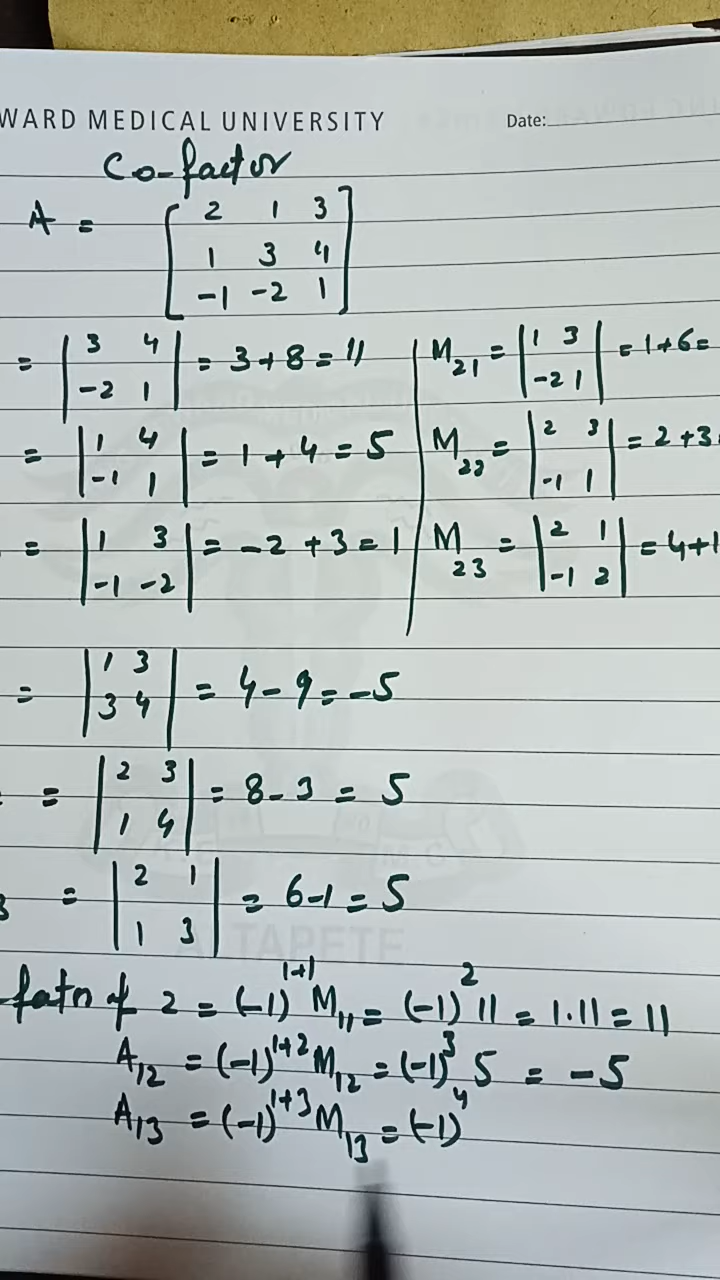 WARD MEDICAL UNIVERSITY Date:
Co-factor
A = [ 2 1 3
1 3 4
-1 -2 1 ]
= | 3 4
-2 1 | = 3+8=11
= | 1 4
-1 1 | = 1+4=5
= | 1 3
-1 -2 | = -2+3=1
M21 = | 1 3
-2 1 | = 1+6=
M22 = | 2 3
-1 1 | = 2+3
M23 = | 2 1
-1 2 | = 4+1
= | 1 3
3 4 | = 4-9=-5
= | 2 3
1 4 | = 8-3 = 5
3 = | 2 1
1 3 | = 6-1=5
-fatn of 2 = (-1)^1+1 M11 = (-1)^2 11 = 1.11 = 11
A12 = (-1)^1+2 M12 = (-1)^3 5 = -5
A13 = (-1)^1+3 M13 = (-1)^4
ALTAPETE